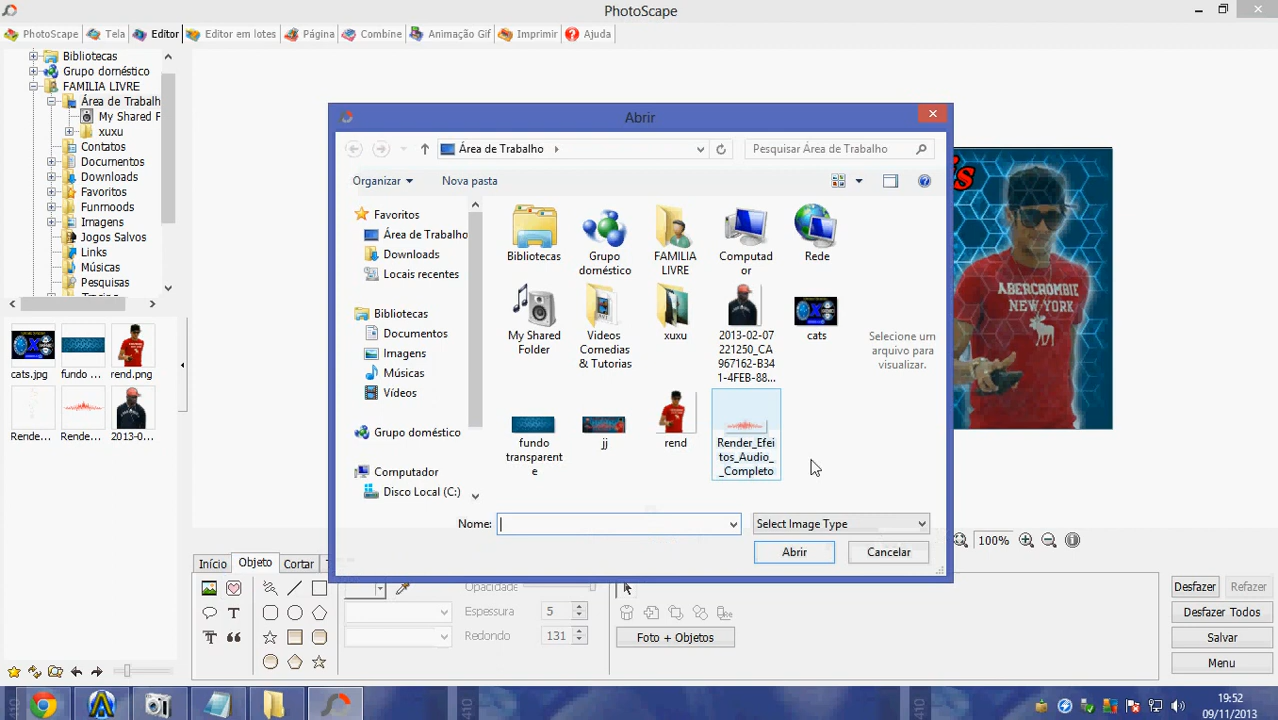 PhotoScape
PhotoScape Tela Editor Editor em lotes Página Combine Animação Gif Imprimir Ajuda
Bibliotecas
Grupo doméstico
FAMILIA LIVRE
Área de Trabalh
My Shared F
xuxu
Contatos
Documentos
Downloads
Favoritos
Funmoods
Imagens
Jogos Salvos
Links
Músicas
Pesquisas
cats.jpg fundo ... rend.png
Rende... Rende... 2013-0...
Abrir
Área de Trabalho
Pesquisar Área de Trabalho
Organizar Nova pasta
Favoritos
Área de Trabalho
Downloads
Locais recentes
Bibliotecas
Documentos
Imagens
Músicas
Vídeos
Grupo doméstico
Computador
Disco Local (C:)
Bibliotecas
Grupo
doméstico
FAMILIA
LIVRE
Computad
or
Rede
My Shared
Folder
Videos
Comedias
& Tutorias
xuxu
2013-02-07
221250_CA
967162-B34
1-4FEB-88...
cats
fundo
transparent
e
jj
rend
Render_Efei
tos_Audio_
_Completo
Selecione um
arquivo para
visualizar.
Nome:
Select Image Type
Abrir Cancelar
ABERCROMBIE
NEW YORK
100%
Início Objeto Cortar
Opacidade
Espessura 5
Redondo 131
Foto + Objetos
Desfazer Refazer
Desfazer Todos
Salvar
Menu
19:52
09/11/2013